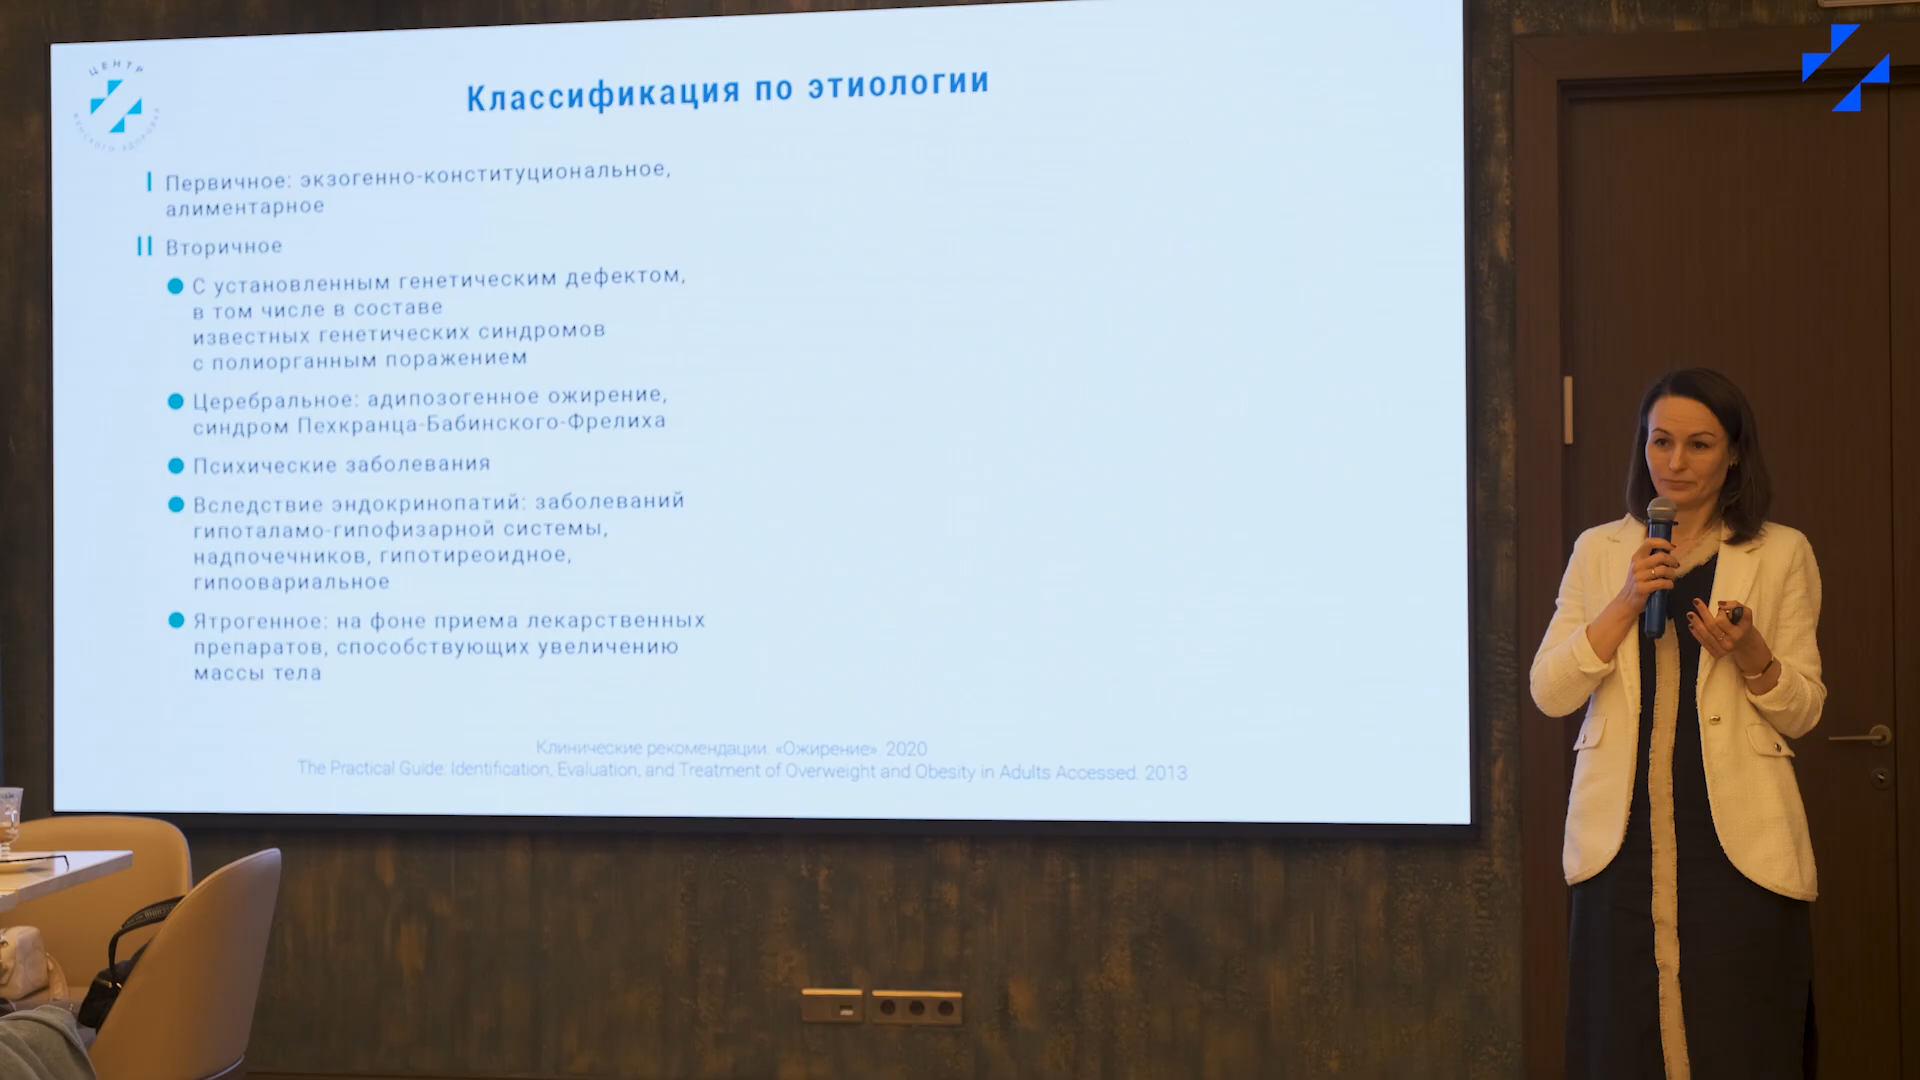 ЦЕНТР
ЖЕНСКОГО ЗДОРОВЬЯ
Классификация по этиологии
I Первичное: экзогенно-конституциональное,
алиментарное
II Вторичное
С установленным генетическим дефектом,
в том числе в составе
известных генетических синдромов
с полиорганным поражением
Церебральное: адипозогенное ожирение,
синдром Пехкранца-Бабинского-Фрелиха
Психические заболевания
Вследствие эндокринопатий: заболеваний
гипоталамо-гипофизарной системы,
надпочечников, гипотиреоидное,
гипоовариальное
Ятрогенное: на фоне приема лекарственных
препаратов, способствующих увеличению
массы тела
Клинические рекомендации. «Ожирение». 2020
The Practical Guide: Identification, Evaluation, and Treatment of Overweight and Obesity in Adults Accessed. 2013